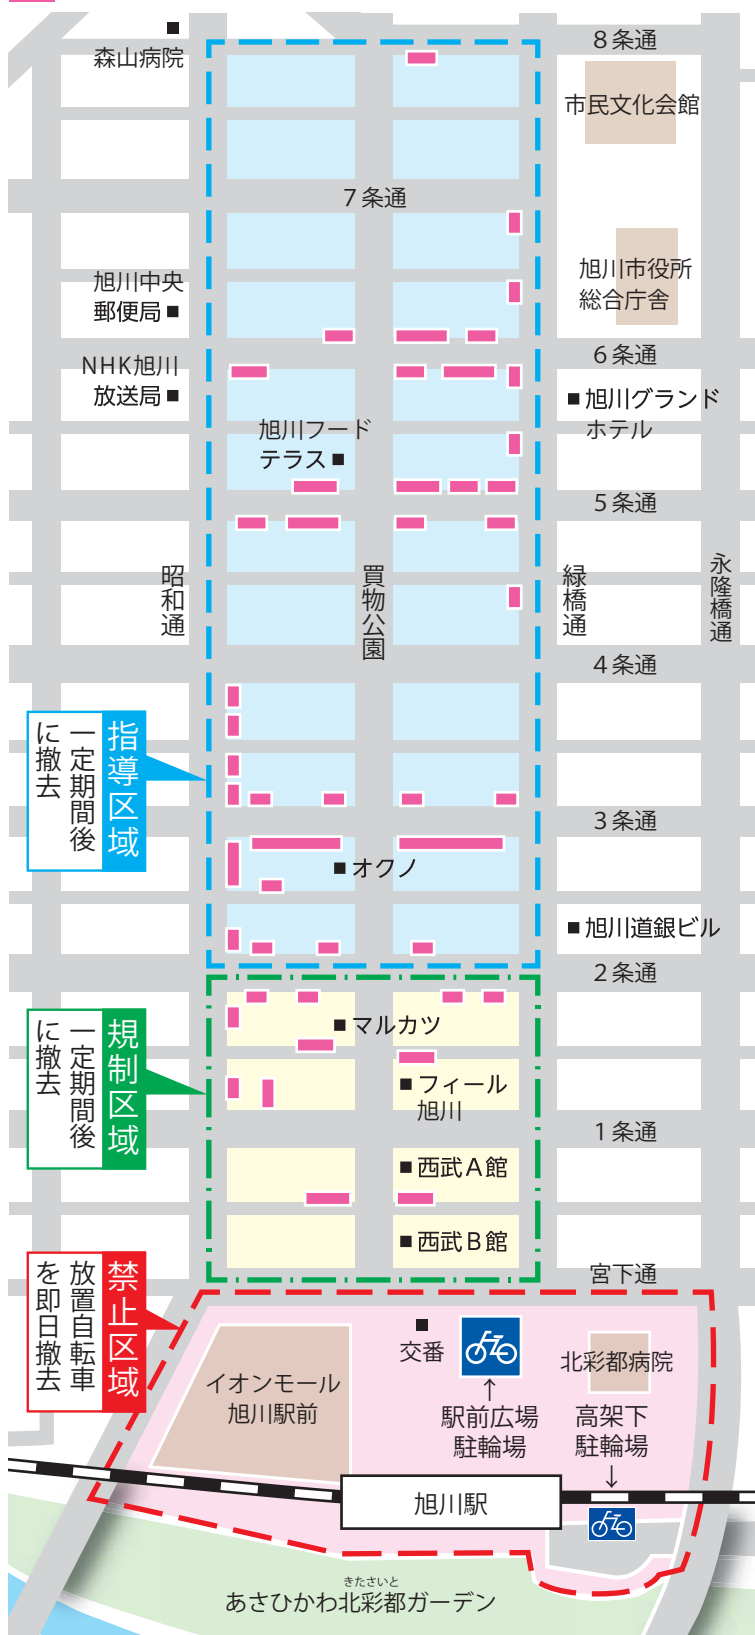 8条通
森山病院
市民文化会館
7条通
旭川中央
郵便局
旭川市役所
総合庁舎
6条通
NHK旭川
放送局
旭川グランド
ホテル
旭川フード
テラス
5条通
昭和通
買物公園
緑橋通
永隆橋通
4条通
指導区域
一定期間後
に撤去
3条通
オクノ
旭川道銀ビル
2条通
規制区域
一定期間後
に撤去
マルカツ
フィール
旭川
1条通
西武A館
西武B館
宮下通
禁止区域
放置自転車
を即日撤去
交番
北彩都病院
イオンモール
旭川駅前
↑
駅前広場
駐輪場
高架下
駐輪場
↓
旭川駅
きたさいと
あさひかわ北彩都ガーデン